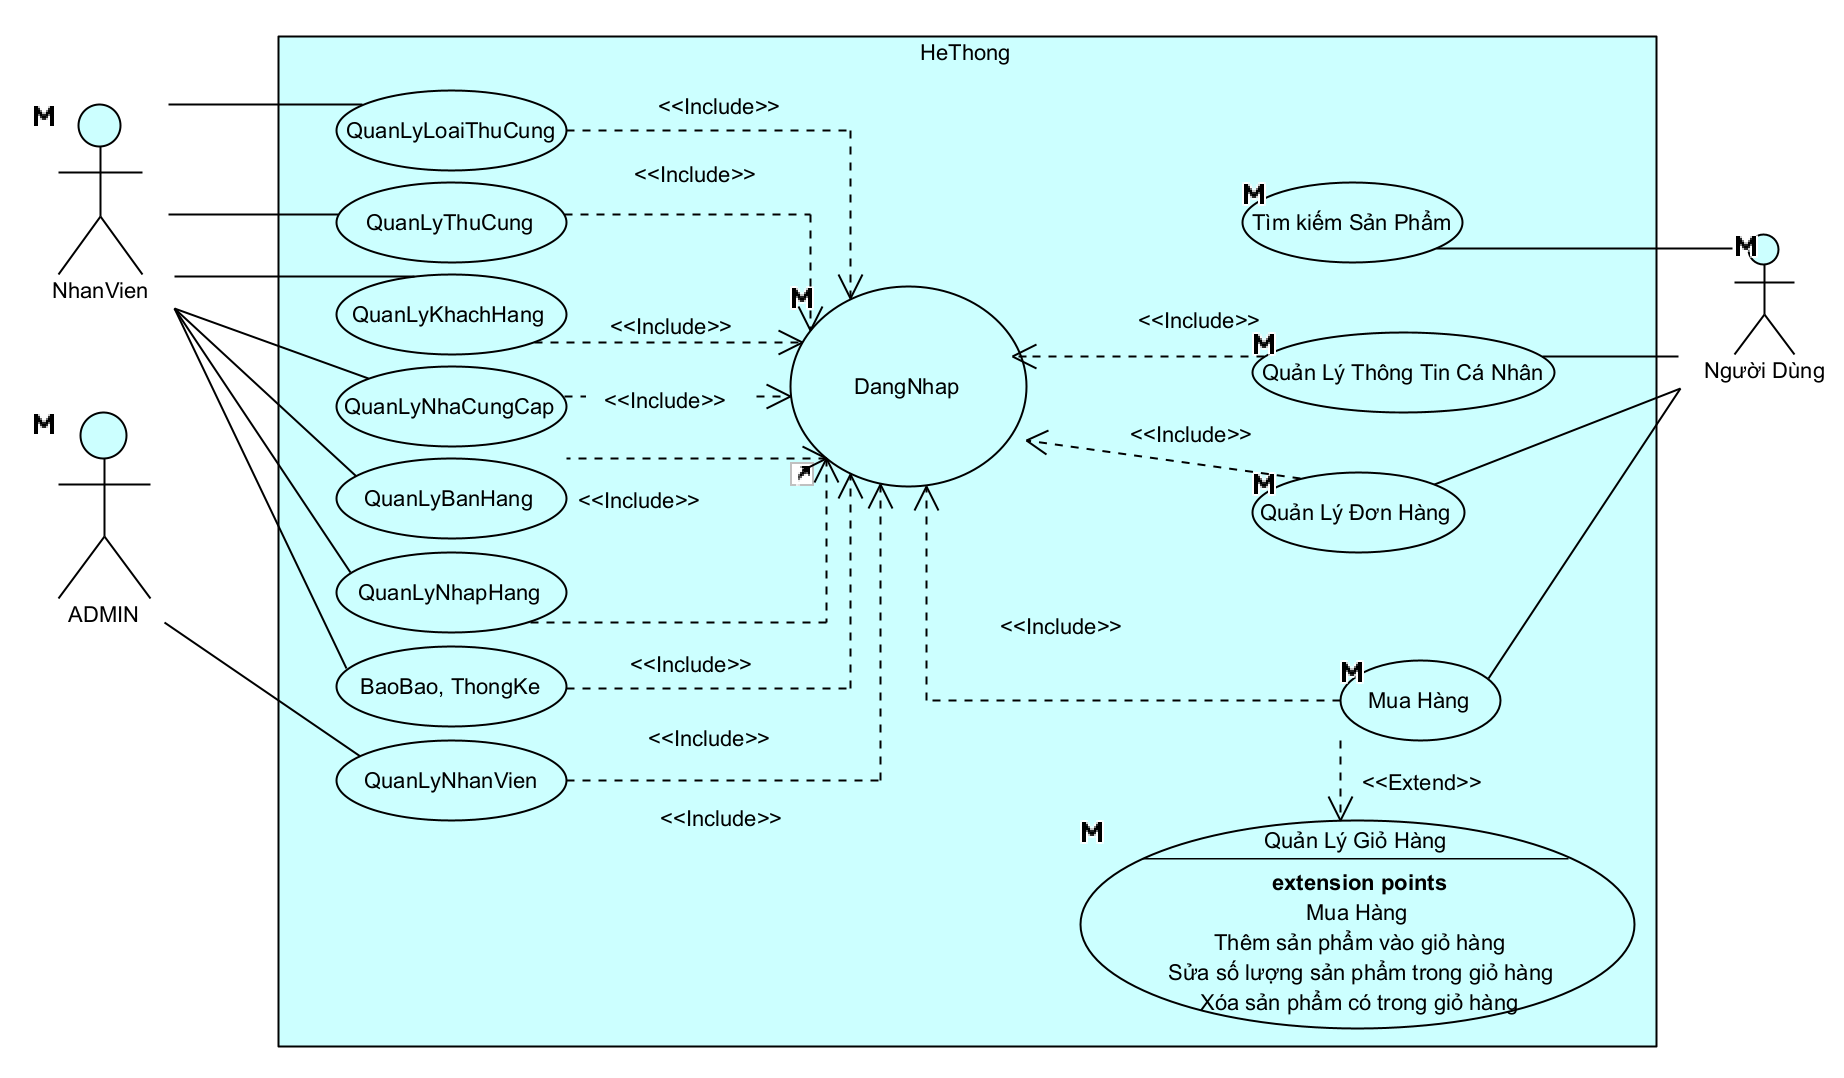 HeThong
NhanVien
ADMIN
QuanLyLoaiThuCung
<<Include>>
QuanLyThuCung
<<Include>>
QuanLyKhachHang
<<Include>>
QuanLyNhaCungCap
<<Include>>
QuanLyBanHang
<<Include>>
QuanLyNhapHang
BaoBao, ThongKe
<<Include>>
QuanLyNhanVien
<<Include>>
<<Include>>
DangNhap
Tìm kiếm Sản Phẩm
<<Include>>
Quản Lý Thông Tin Cá Nhân
Người Dùng
<<Include>>
Quản Lý Đơn Hàng
<<Include>>
Mua Hàng
<<Extend>>
Quản Lý Giỏ Hàng
extension points
Mua Hàng
Thêm sản phẩm vào giỏ hàng
Sửa số lượng sản phẩm trong giỏ hàng
Xóa sản phẩm có trong giỏ hàng
M
M
M
M
M
M
M
M
M